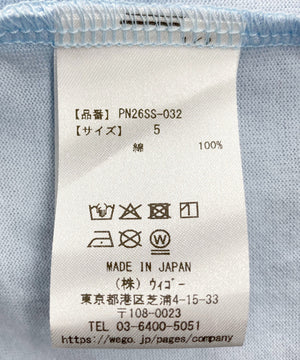 【品番】 PN26SS-032
【サイズ】 5
綿 100%
MADE IN JAPAN
(株) ウィゴー
東京都港区芝浦4-15-33
〒108-0023
TEL 03-6400-5051
https://wego.jp/pages/company